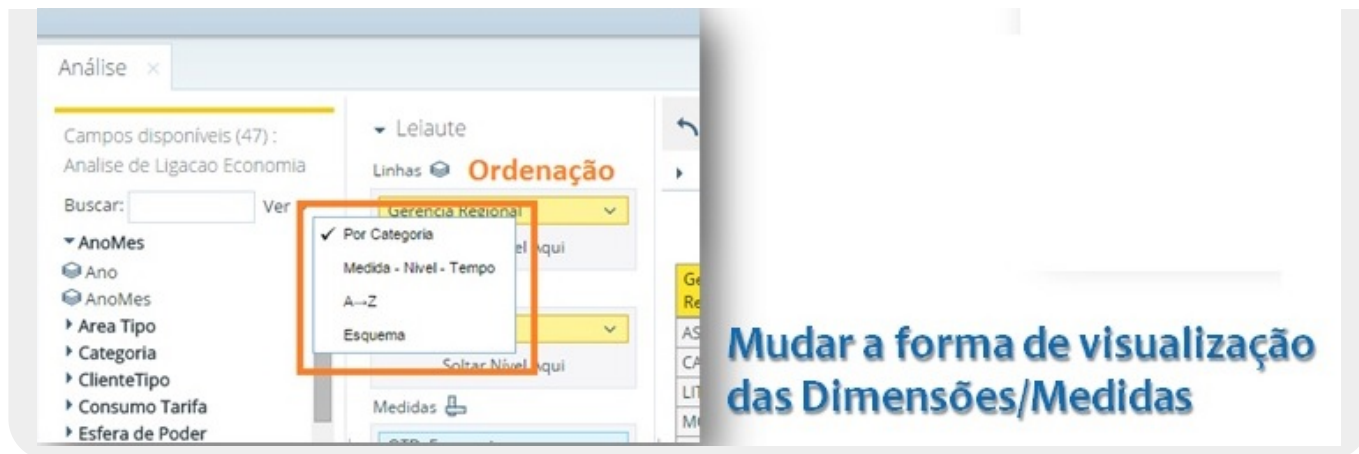 Análise ×
Campos disponíveis (47) :
Analise de Ligacao Economia
Buscar:
Ver
AnoMes
Ano
AnoMes
Area Tipo
Categoria
ClienteTipo
Consumo Tarifa
Esfera de Poder
Leiaute
Linhas
Ordenação
Gerencia Regional
Aqui
✓ Por Categoria
Medida - Nivel - Tempo
A→Z
Esquema
Soltar Nível Aqui
Medidas
Mudar a forma de visualização
das Dimensões/Medidas